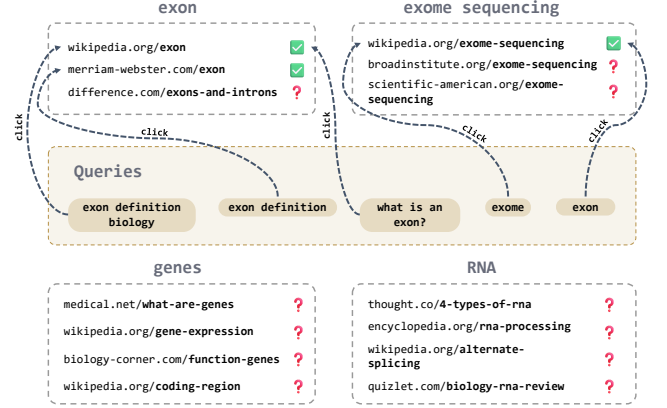 exon
wikipedia.org/exon
merriam-webster.com/exon
difference.com/exons-and-introns
exome sequencing
wikipedia.org/exome-sequencing
broadinstitute.org/exome-sequencing
scientific-american.org/exome-
sequencing
click
click
click
click
click
Queries
exon definition
biology
exon definition
what is an
exon?
exome
exon
genes
medical.net/what-are-genes
wikipedia.org/gene-expression
biology-corner.com/function-genes
wikipedia.org/coding-region
RNA
thought.co/4-types-of-rna
encyclopedia.org/rna-processing
wikipedia.org/alternate-
splicing
quizlet.com/biology-rna-review